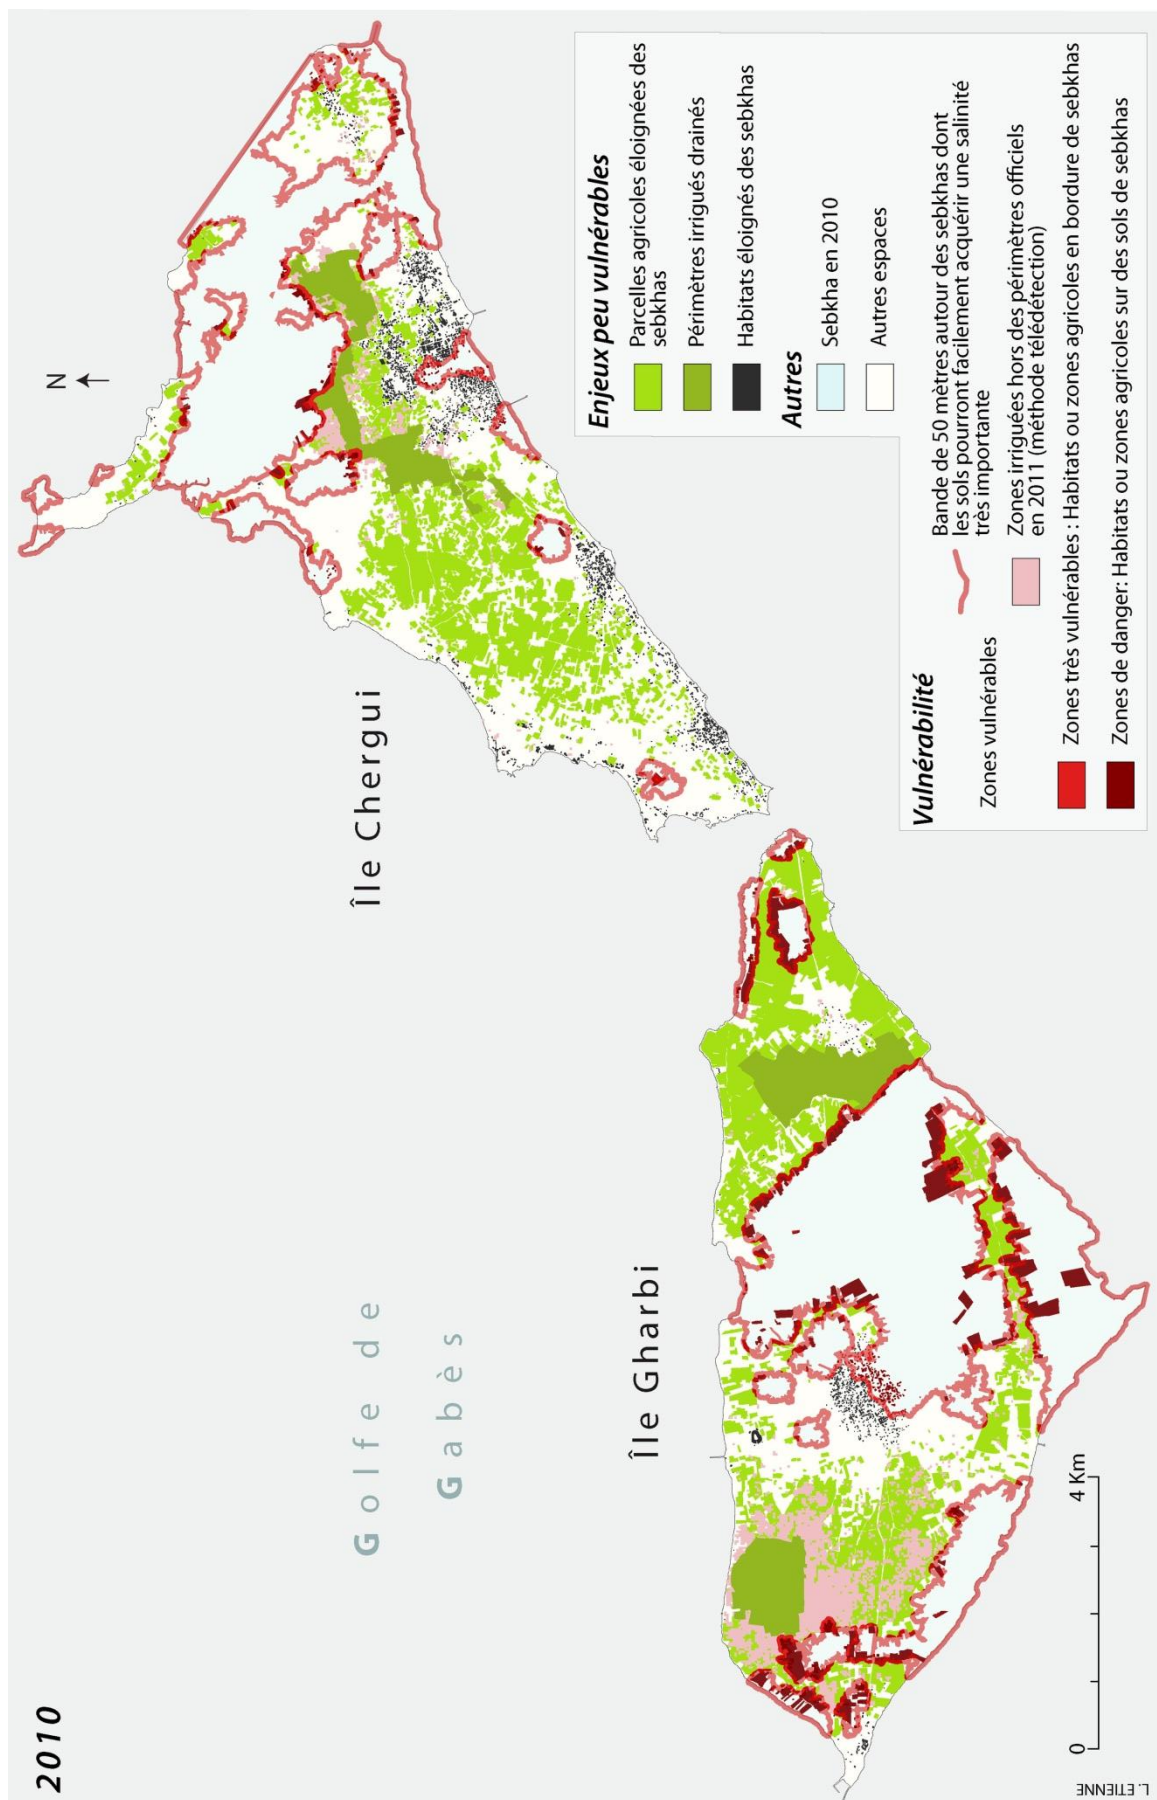 2010
N
Île Chergui
Golfe de
Gabès
Île Gharbi
Enjeux peu vulnérables
Parcelles agricoles éloignées des
sebkhas
Périmètres irrigués drainés
Habitats éloignés des sebkhas
Autres
Sebkha en 2010
Autres espaces
Vulnérabilité
Zones vulnérables
Bande de 50 mètres autour des sebkhas dont
les sols pourront facilement acquérir une salinité
très importante
Zones irriguées hors des périmètres officiels
en 2011 (méthode télédétection)
Zones très vulnérables : Habitats ou zones agricoles en bordure de sebkhas
Zones de danger: Habitats ou zones agricoles sur des sols de sebkhas
0 4 Km
L. ETIENNE